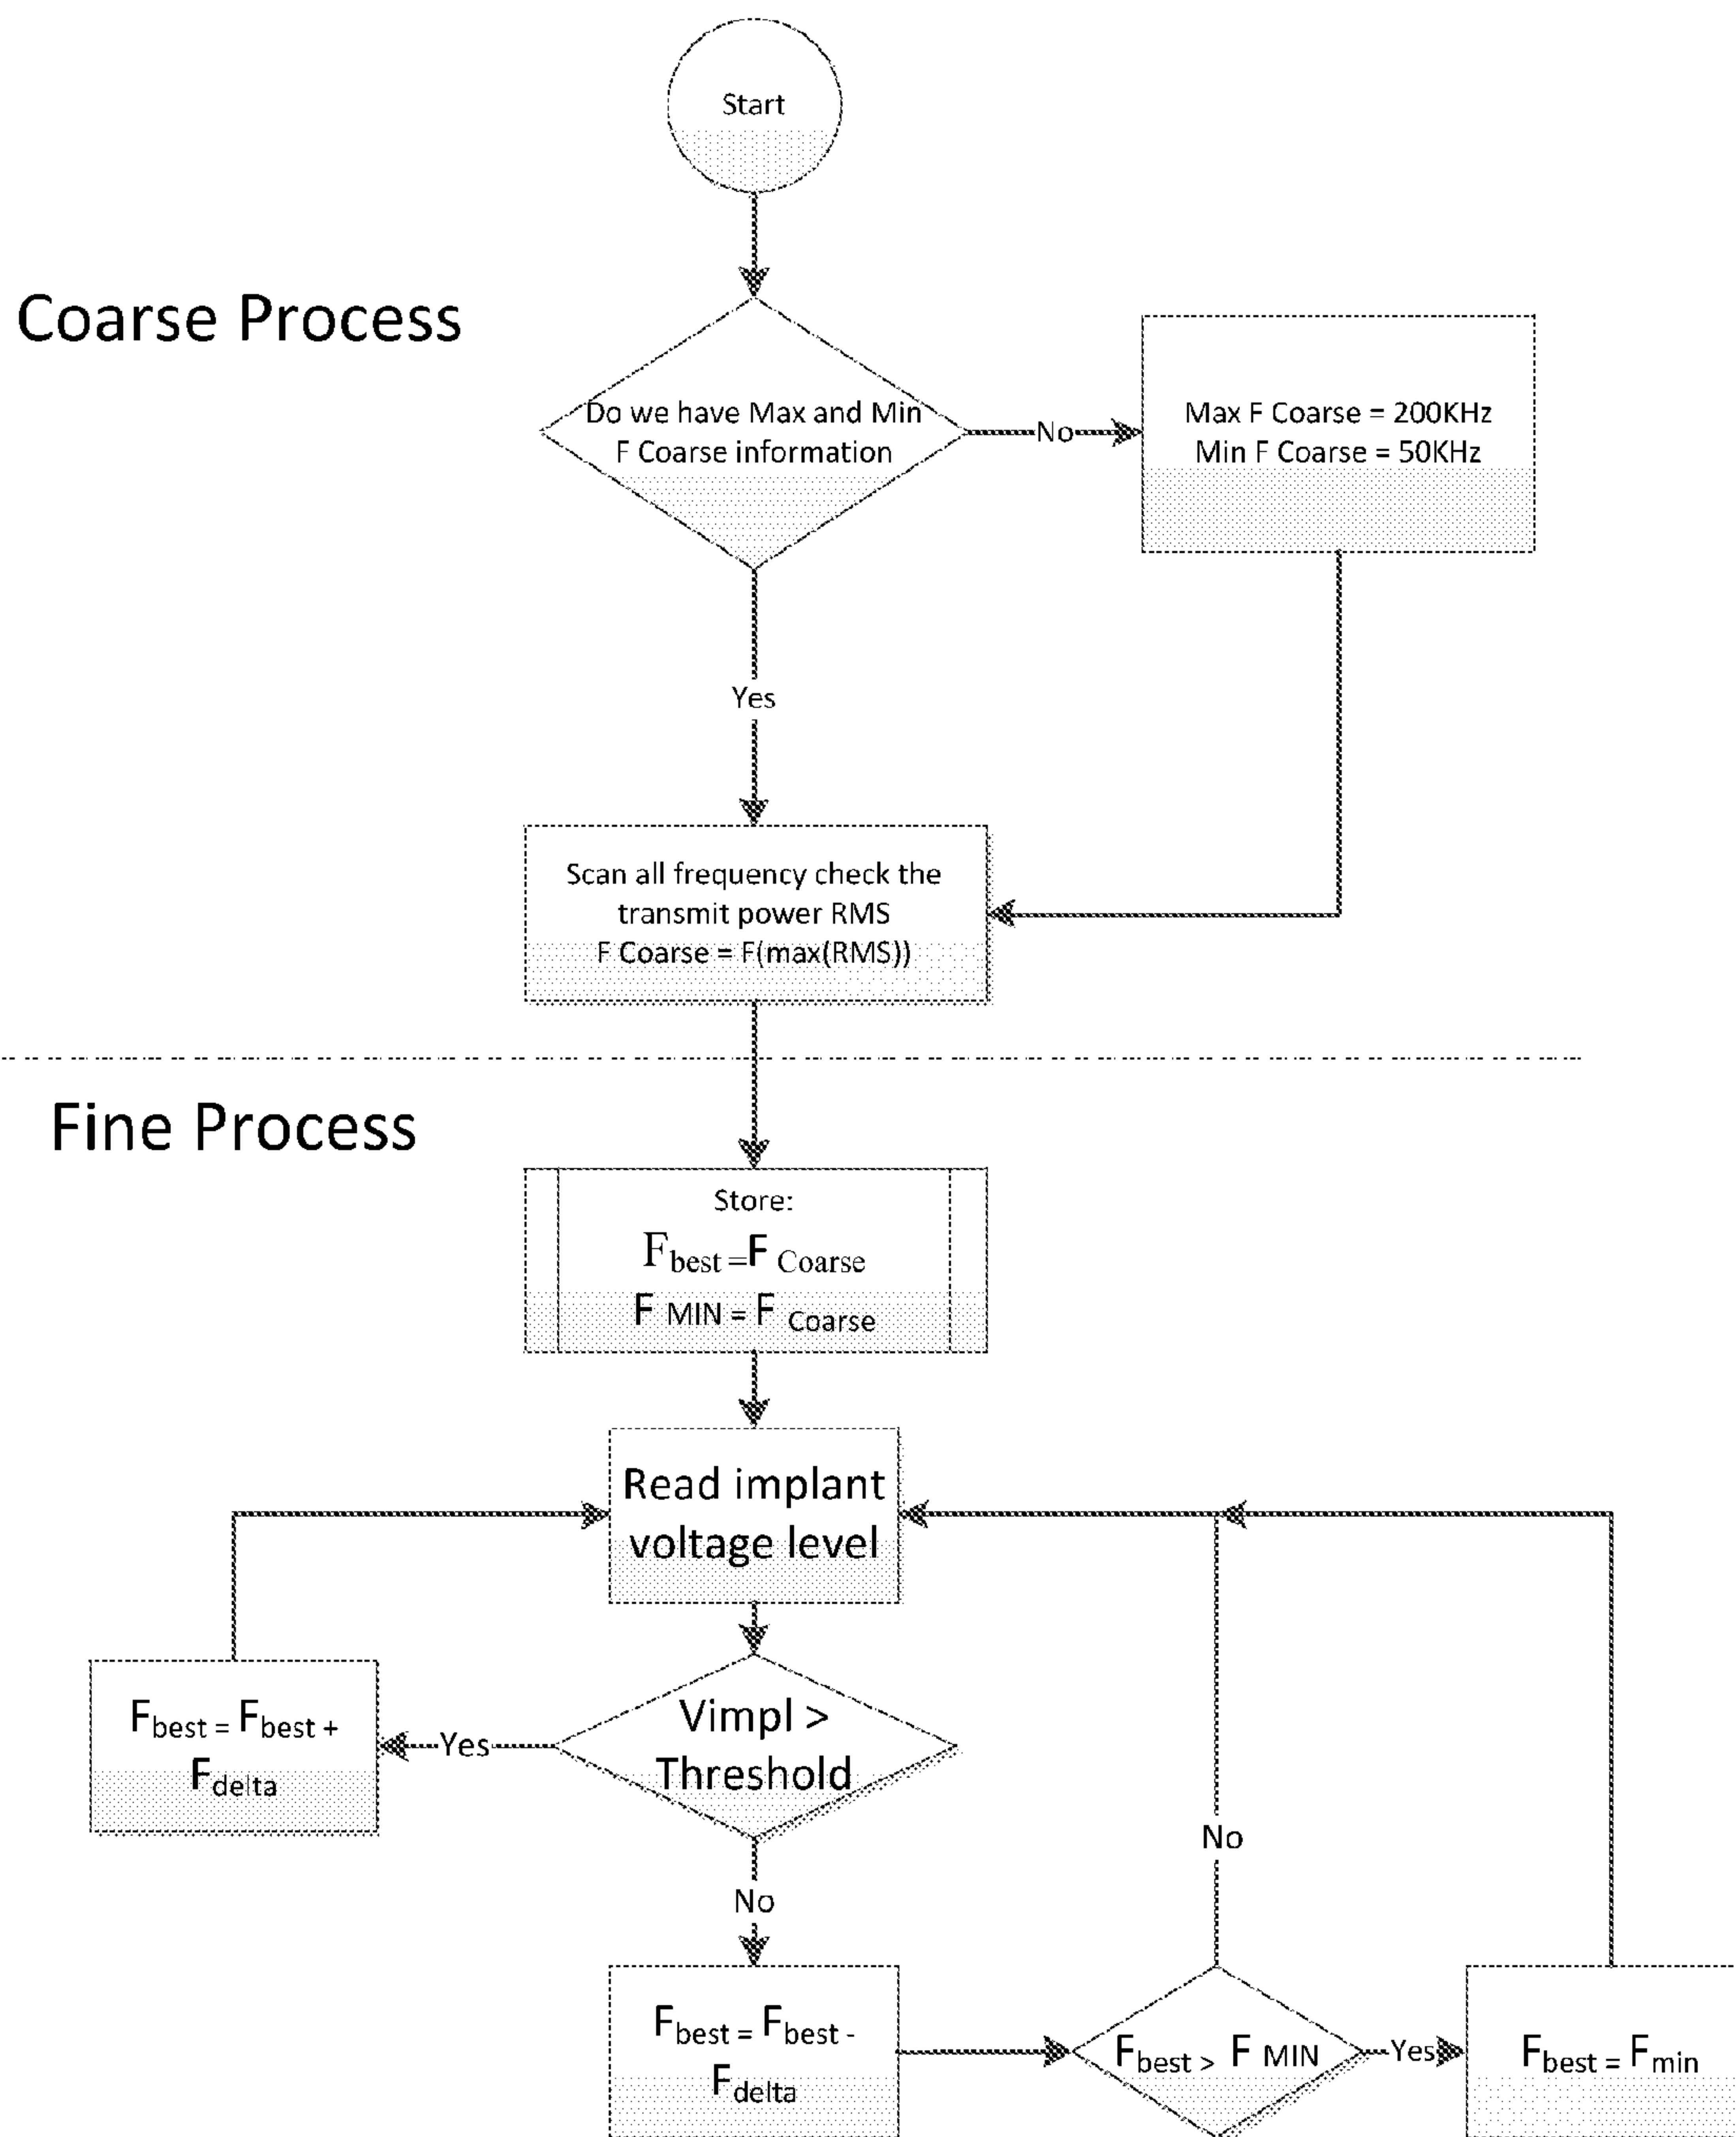 Start
Coarse Process
Do we have Max and Min
F Coarse information
No
Max F Coarse = 200KHz
Min F Coarse = 50KHz
Yes
Scan all frequency check the
transmit power RMS
F Coarse = F(max(RMS))
Fine Process
Store:
Fbest = F Coarse
F MIN = F Coarse
Read implant
voltage level
Fbest = Fbest +
Fdelta
Yes
Vimpl >
Threshold
No
No
Fbest = Fbest -
Fdelta
Fbest > F MIN
Yes
Fbest = Fmin